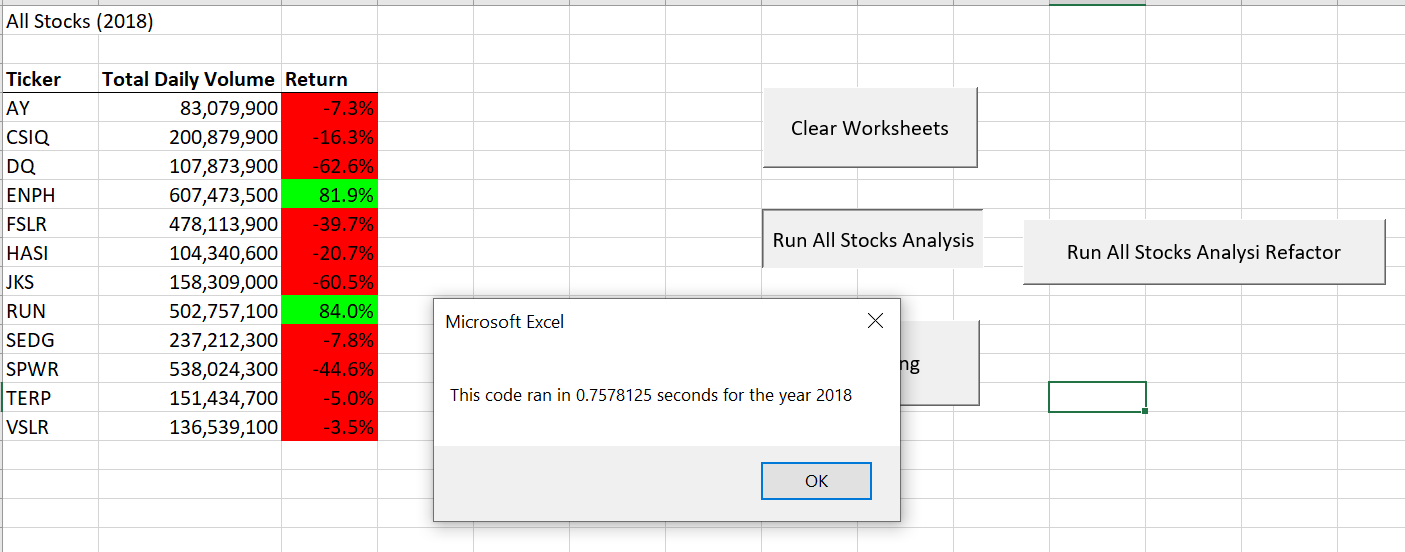 All Stocks (2018)
Ticker Total Daily Volume Return
AY 83,079,900 -7.3%
CSIQ 200,879,900 -16.3%
DQ 107,873,900 -62.6%
ENPH 607,473,500 81.9%
FSLR 478,113,900 -39.7%
HASI 104,340,600 -20.7%
JKS 158,309,000 -60.5%
RUN 502,757,100 84.0%
SEDG 237,212,300 -7.8%
SPWR 538,024,300 -44.6%
TERP 151,434,700 -5.0%
VSLR 136,539,100 -3.5%
Clear Worksheets
Run All Stocks Analysis
Run All Stocks Analysi Refactor
ng
Microsoft Excel
This code ran in 0.7578125 seconds for the year 2018
OK